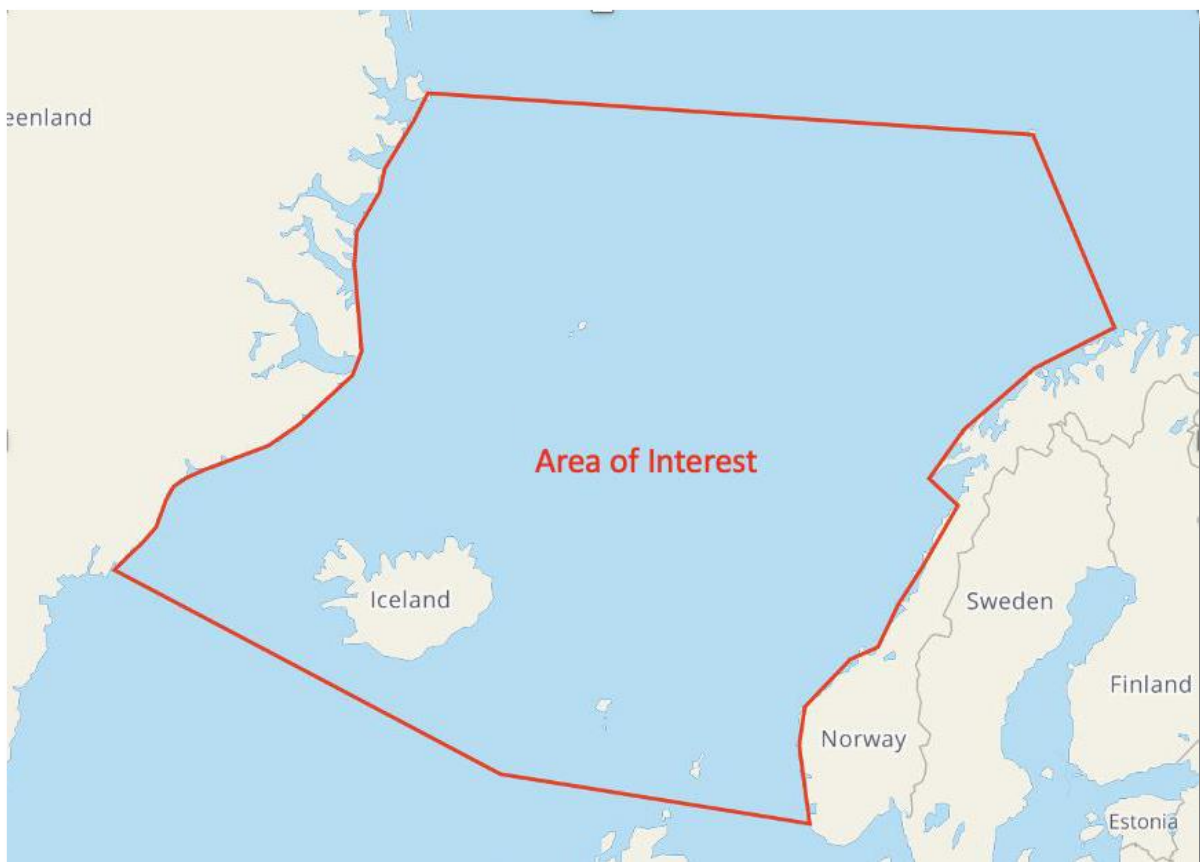 eenland
Area of Interest
Iceland
Sweden
Finland
Norway
Estonia